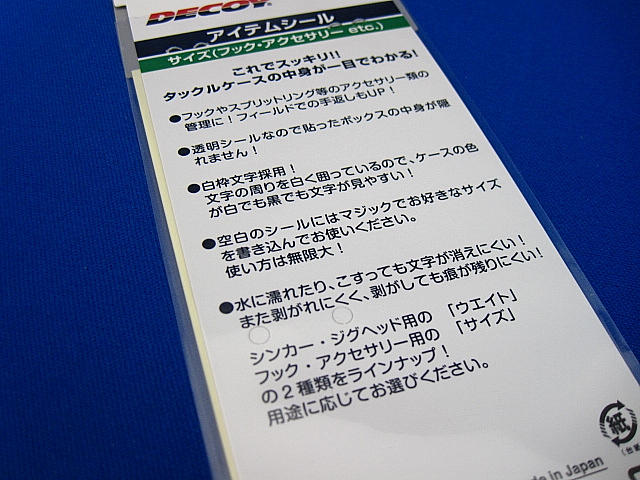 DECOY
アイテムシール
サイズ(フック・アクセサリー etc.)
これでスッキリ!!
タックルケースの中身が一目でわかる!
●フックやスプリットリング等のアクセサリー類の
管理に!フィールドでの手返しもUP!
●透明シールなので貼ったボックスの中身が隠
れません!
●白枠文字採用!
文字の周りを白く囲っているので、ケースの色
が白でも黒でも文字が見やすい!
●空白のシールにはマジックでお好きなサイズ
を書き込んでお使いください。
使い方は無限大!
●水に濡れたり、こすっても文字が消えにくい!
また剥がれにくく、剥がしても痕が残りにくい!
シンカー・ジグヘッド用の「ウエイト」
フック・アクセサリー用の「サイズ」
の2種類をラインナップ!
用途に応じてお選びください。
紙
in Japan